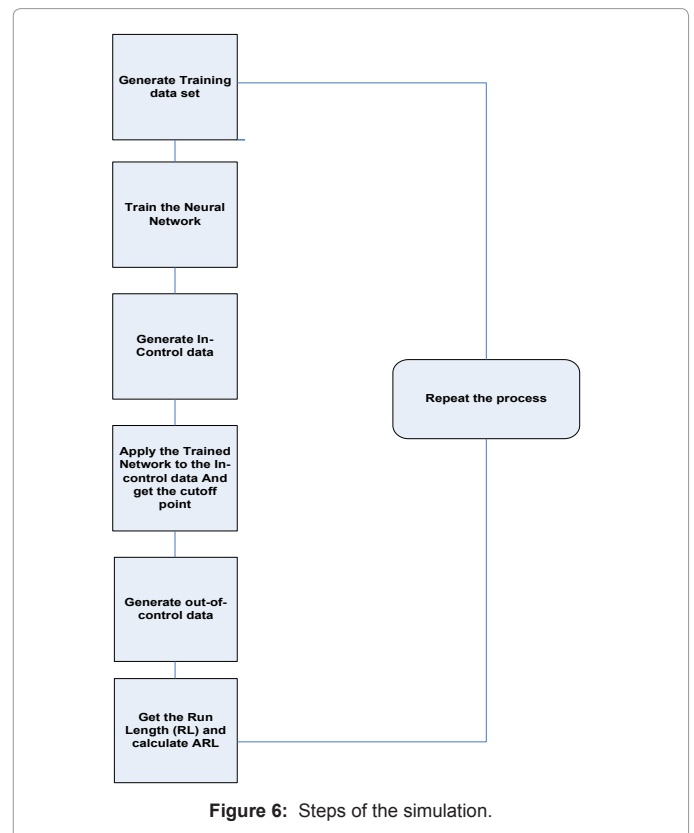 Generate Training
data set
Train the Neural
Network
Generate In-
Control data
Apply the Trained
Network to the In-
control data And
get the cutoff
point
Generate out-of-
control data
Get the Run
Length (RL) and
calculate ARL
Repeat the process
Figure 6: Steps of the simulation.